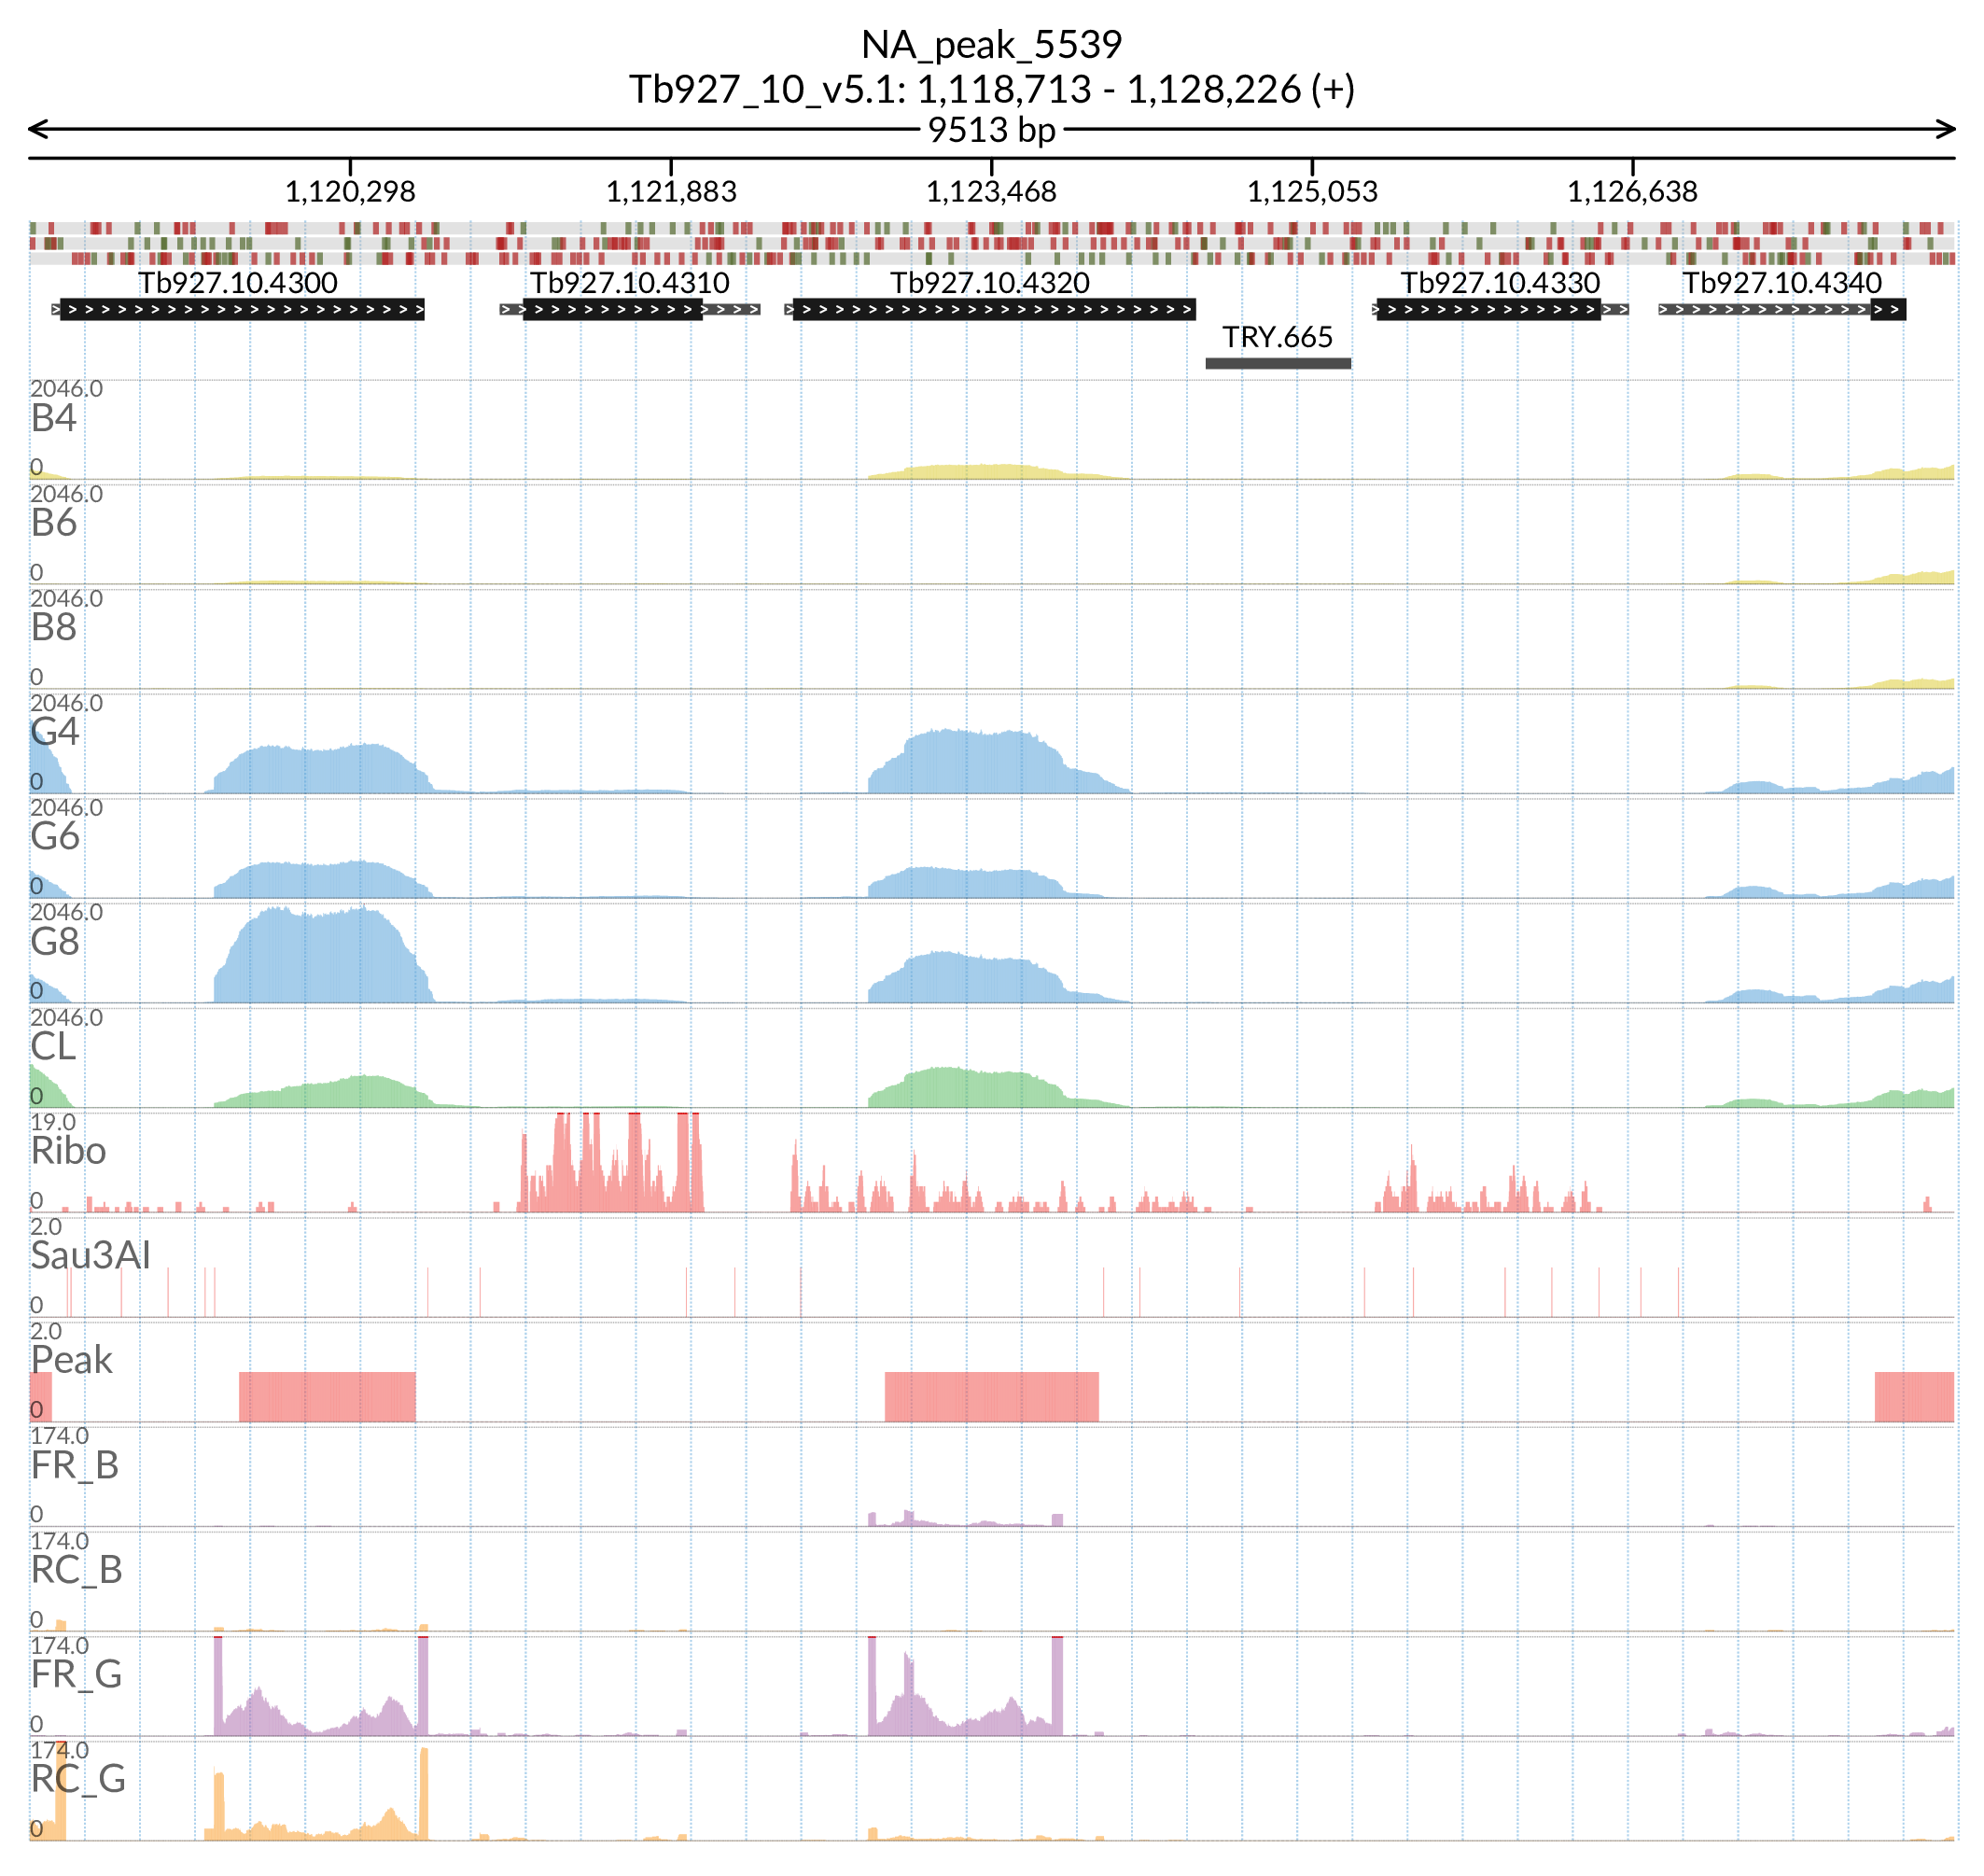 NA_peak_5539
Tb927_10_v5.1: 1,118,713 - 1,128,226 (+)
9513 bp
1,120,298 1,121,883 1,123,468 1,125,053 1,126,638
Tb927.10.4300 Tb927.10.4310 Tb927.10.4320 Tb927.10.4330 Tb927.10.4340
TRY.665
2046.0
B4
0
2046.0
B6
0
2046.0
B8
0
2046.0
G4
0
2046.0
G6
0
2046.0
G8
0
2046.0
CL
0
19.0
Ribo
0
2.0
Sau3AI
0
2.0
Peak
0
174.0
FR_B
0
174.0
RC_B
0
174.0
FR_G
0
174.0
RC_G
0